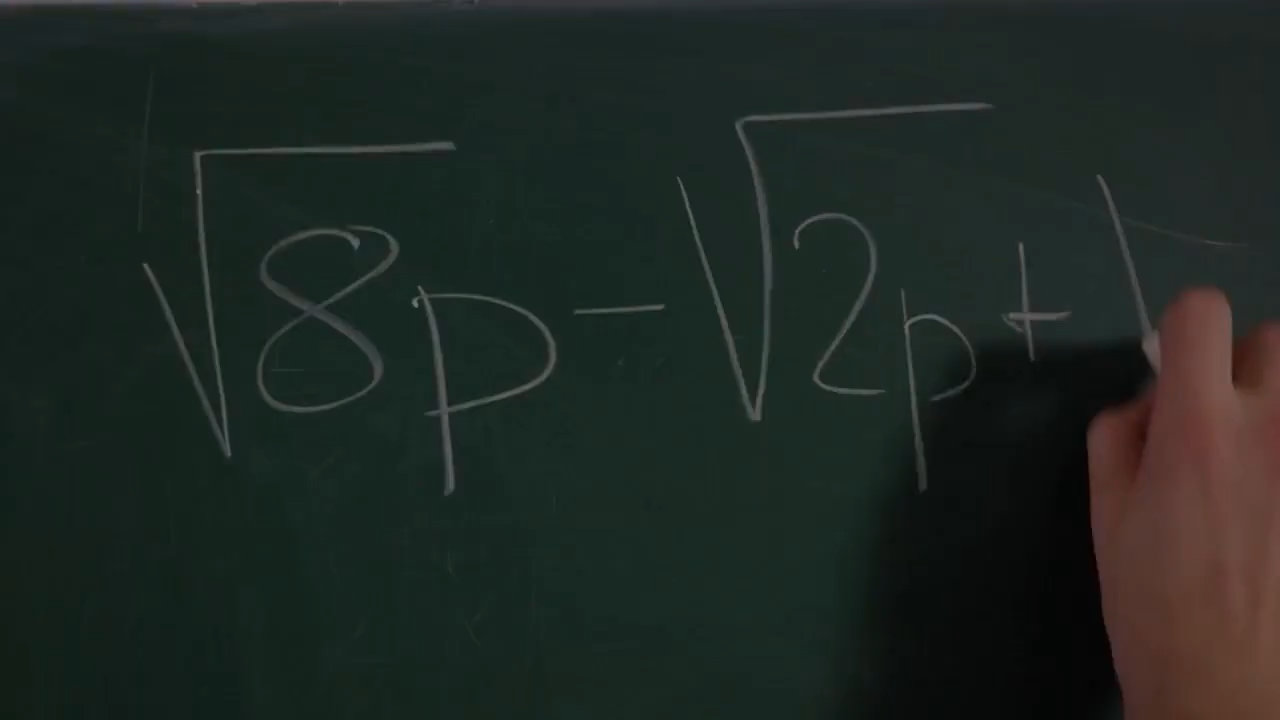 √8p - √2p + √